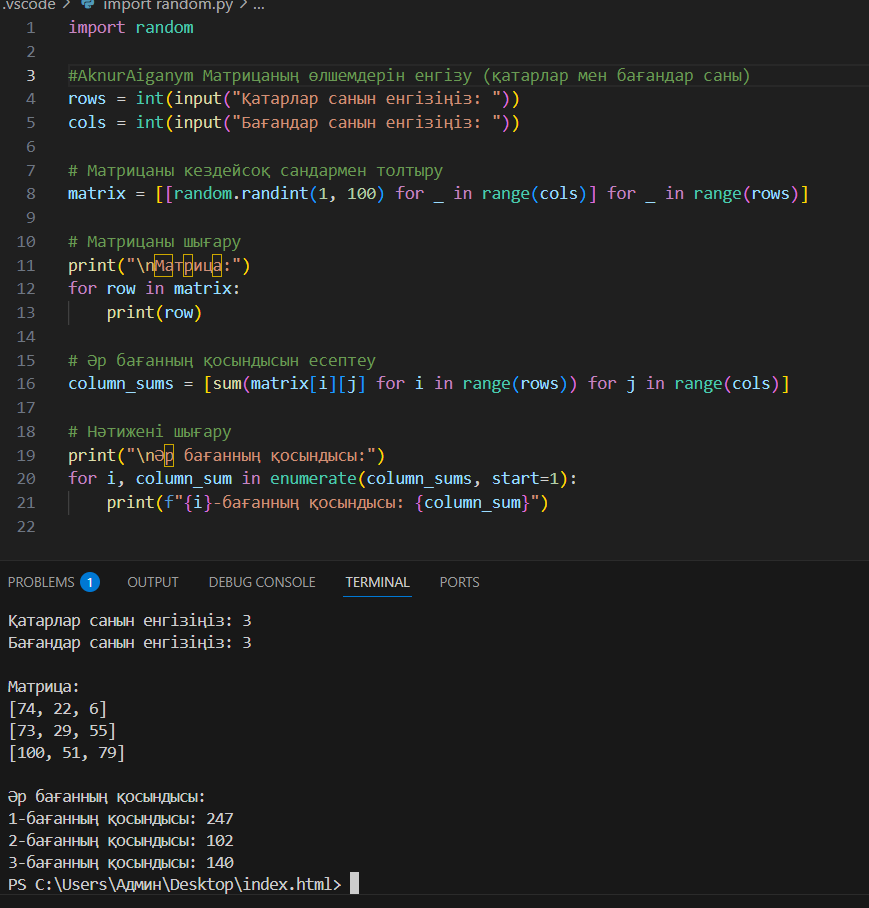 .vscode > import random.py > ...
1 import random
2
3 #AknurAiganym Матрицаның өлшемдерін енгізу (қатарлар мен бағандар саны)
4 rows = int(input("Қатарлар санын енгізіңіз: "))
5 cols = int(input("Бағандар санын енгізіңіз: "))
6
7 # Матрицаны кездейсоқ сандармен толтыру
8 matrix = [[random.randint(1, 100) for _ in range(cols)] for _ in range(rows)]
9
10 # Матрицаны шығару
11 print("\nМатрица:")
12 for row in matrix:
13     print(row)
14
15 # Әр бағанның қосындысын есептеу
16 column_sums = [sum(matrix[i][j] for i in range(rows)) for j in range(cols)]
17
18 # Нәтижені шығару
19 print("\nӘр бағанның қосындысы:")
20 for i, column_sum in enumerate(column_sums, start=1):
21     print(f"{i}-бағанның қосындысы: {column_sum}")
22
PROBLEMS 1 OUTPUT DEBUG CONSOLE TERMINAL PORTS
Қатарлар санын енгізіңіз: 3
Бағандар санын енгізіңіз: 3
Матрица:
[74, 22, 6]
[73, 29, 55]
[100, 51, 79]
Әр бағанның қосындысы:
1-бағанның қосындысы: 247
2-бағанның қосындысы: 102
3-бағанның қосындысы: 140
PS C:\Users\Админ\Desktop\index.html>